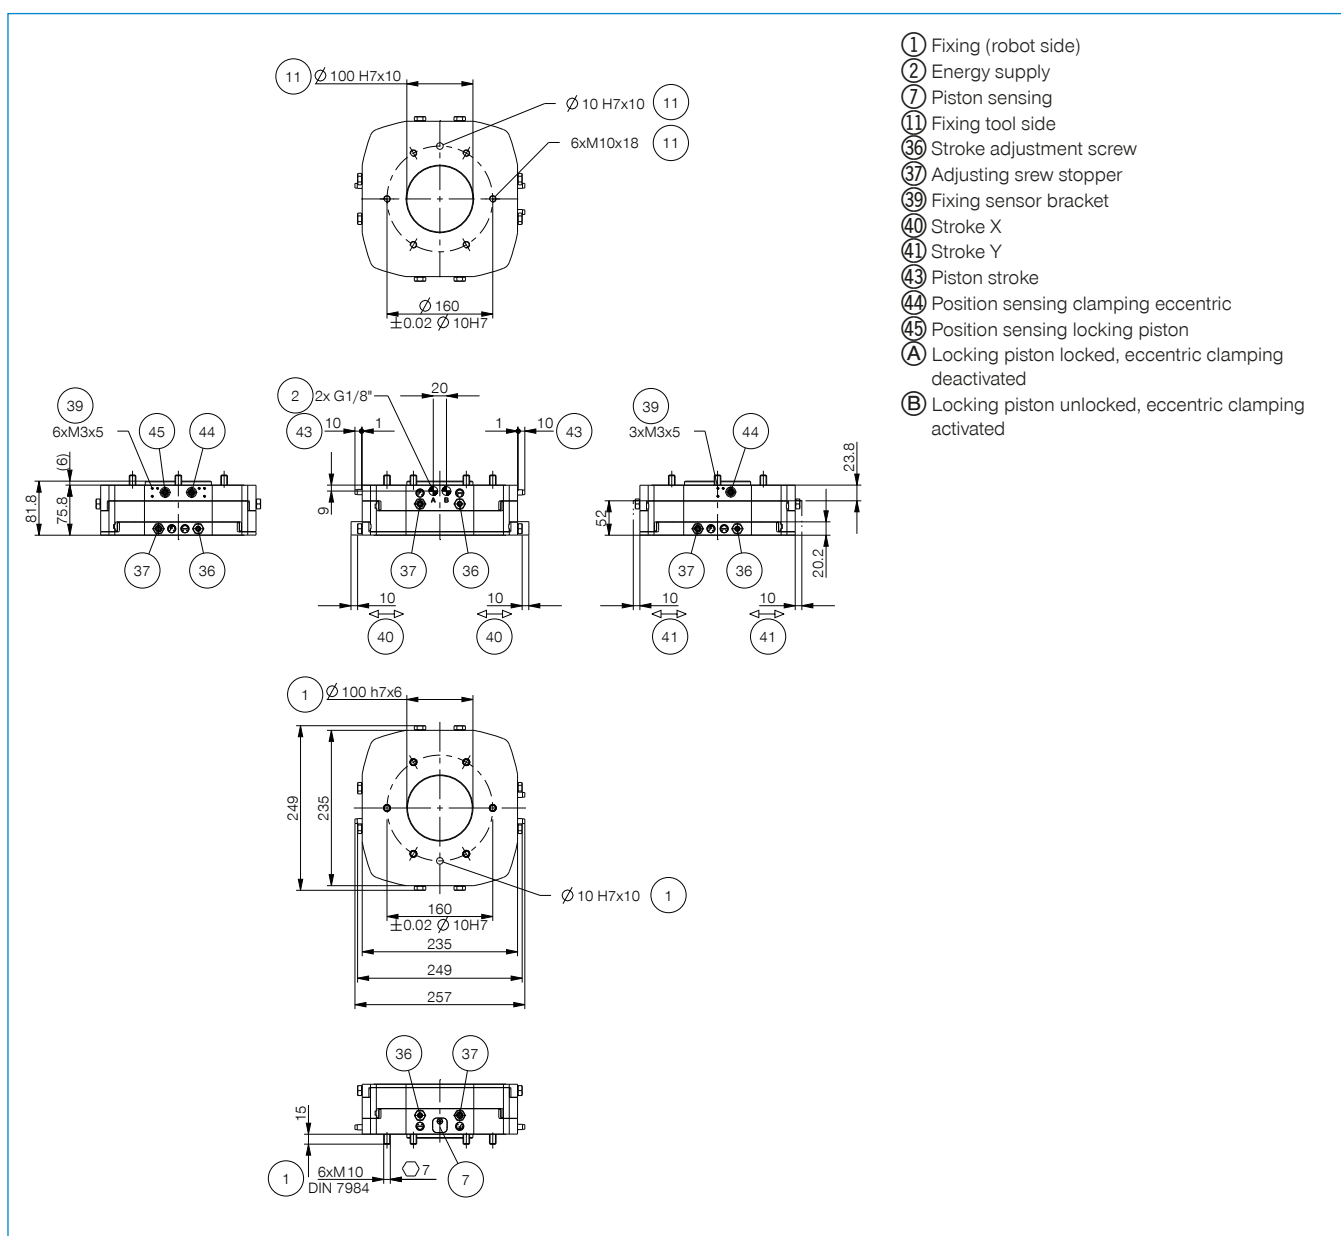 1 Fixing (robot side)
2 Energy supply
7 Piston sensing
11 Fixing tool side
36 Stroke adjustment screw
37 Adjusting srew stopper
39 Fixing sensor bracket
40 Stroke X
41 Stroke Y
43 Piston stroke
44 Position sensing clamping eccentric
45 Position sensing locking piston
A Locking piston locked, eccentric clamping
deactivated
B Locking piston unlocked, eccentric clamping
activated
11 Ø 100 H7x10
Ø 10 H7x10 11
6xM10x18 11
Ø 160
±0.02 Ø 10H7
39
6xM3x5
45
44
(6)
81.8
75.8
37
36
2 2x G1/8"
20
43
10
1
1
10
43
9
A
B
37
36
10
10
40
40
39
3xM3x5
44
23.8
52
20.2
37
36
10
10
41
41
1 Ø 100 h7x6
249
235
Ø 10 H7x10 1
160
±0.02 Ø 10H7
235
249
257
36
37
15
1
6xM10
DIN 7984
7
7